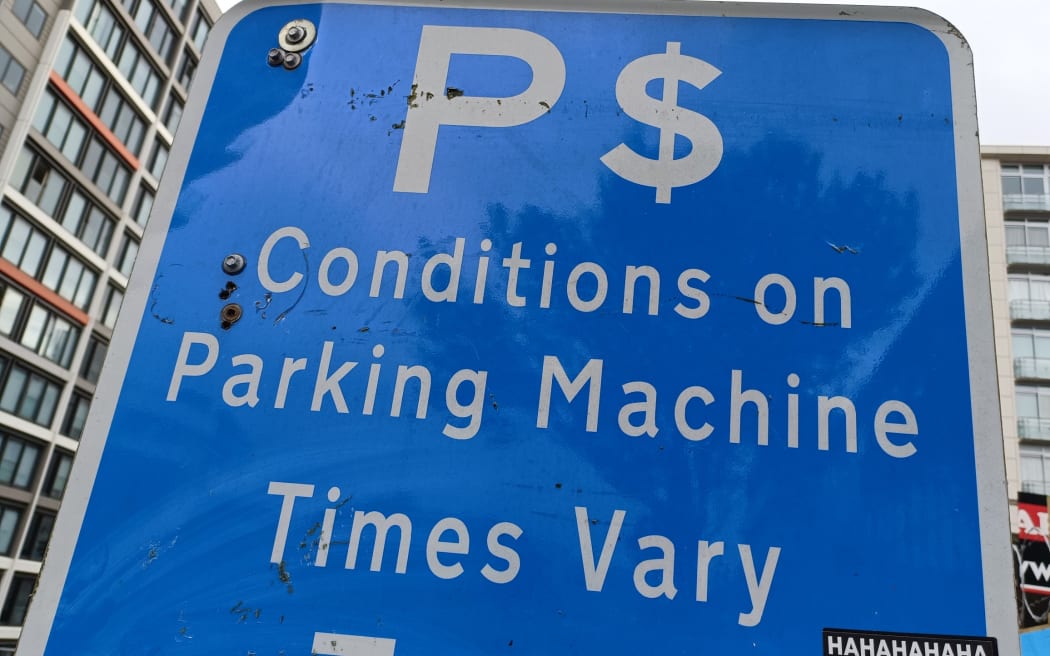 P$
Conditions on
Parking Machine
Times Vary
HAHAHAHAHA